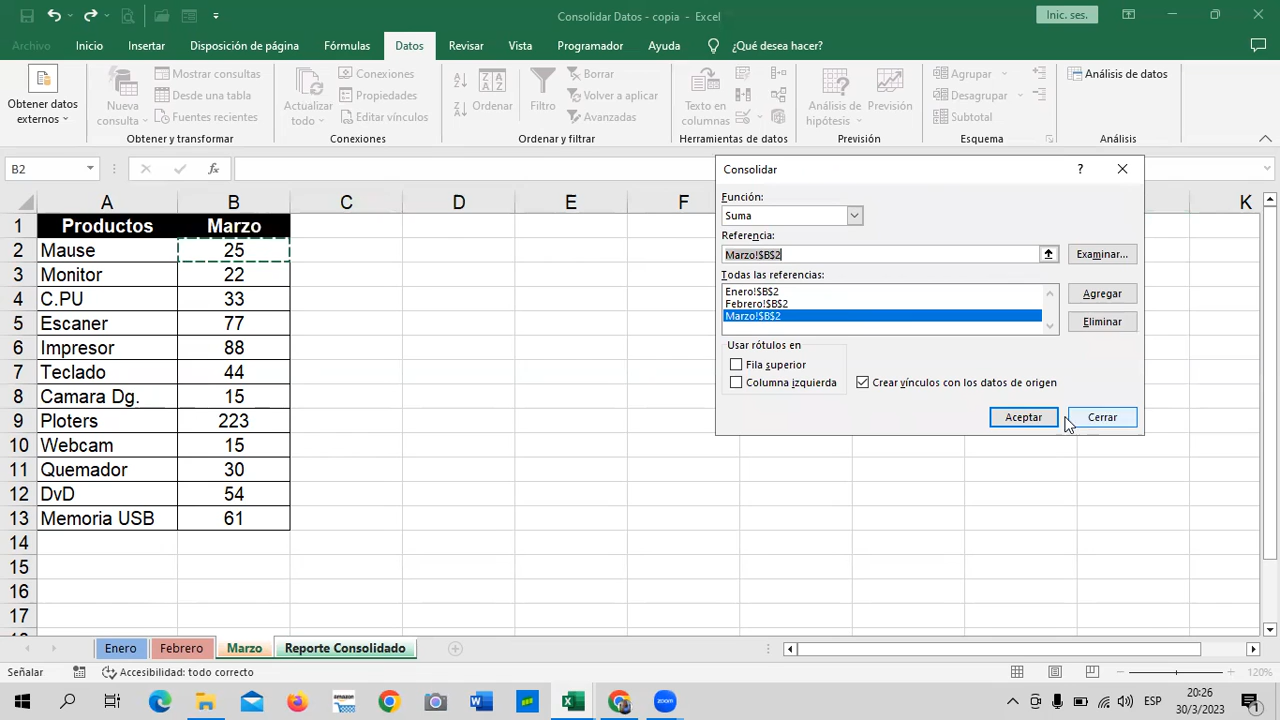 Consolidar Datos - copia - Excel
Inic. ses.
Archivo Inicio Insertar Disposición de página Fórmulas Datos Revisar Vista Programador Ayuda ¿Qué desea hacer?
Obtener datos externos
Nueva consulta
Mostrar consultas
Desde una tabla
Fuentes recientes
Obtener y transformar
Actualizar todo
Conexiones
Propiedades
Editar vínculos
Conexiones
Ordenar
Filtro
Borrar
Volver a aplicar
Avanzadas
Ordenar y filtrar
Texto en columnas
Herramientas de datos
Análisis de hipótesis
Previsión
Previsión
Agrupar
Desagrupar
Subtotal
Esquema
Análisis de datos
Análisis
B2
fx
A B C D E F K
1 Productos Marzo
2 Mause 25
3 Monitor 22
4 C.PU 33
5 Escaner 77
6 Impresor 88
7 Teclado 44
8 Camara Dg. 15
9 Ploters 223
10 Webcam 15
11 Quemador 30
12 DvD 54
13 Memoria USB 61
14
15
16
17
Consolidar
?
Función:
Suma
Referencia:
Marzo!$B$2
Examinar...
Todas las referencias:
Enero!$B$2
Febrero!$B$2
Marzo!$B$2
Agregar
Eliminar
Usar rótulos en
Fila superior
Columna izquierda
Crear vínculos con los datos de origen
Aceptar
Cerrar
Enero Febrero Marzo Reporte Consolidado
Señalar
Accesibilidad: todo correcto
120%
ESP
20:26
30/3/2023